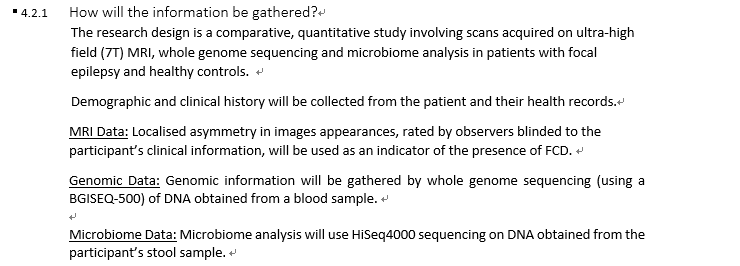 4.2.1 How will the information be gathered?
The research design is a comparative, quantitative study involving scans acquired on ultra-high
field (7T) MRI, whole genome sequencing and microbiome analysis in patients with focal
epilepsy and healthy controls.
Demographic and clinical history will be collected from the patient and their health records.
MRI Data: Localised asymmetry in images appearances, rated by observers blinded to the
participant's clinical information, will be used as an indicator of the presence of FCD.
Genomic Data: Genomic information will be gathered by whole genome sequencing (using a
BGISEQ-500) of DNA obtained from a blood sample.
Microbiome Data: Microbiome analysis will use HiSeq4000 sequencing on DNA obtained from the
participant's stool sample.